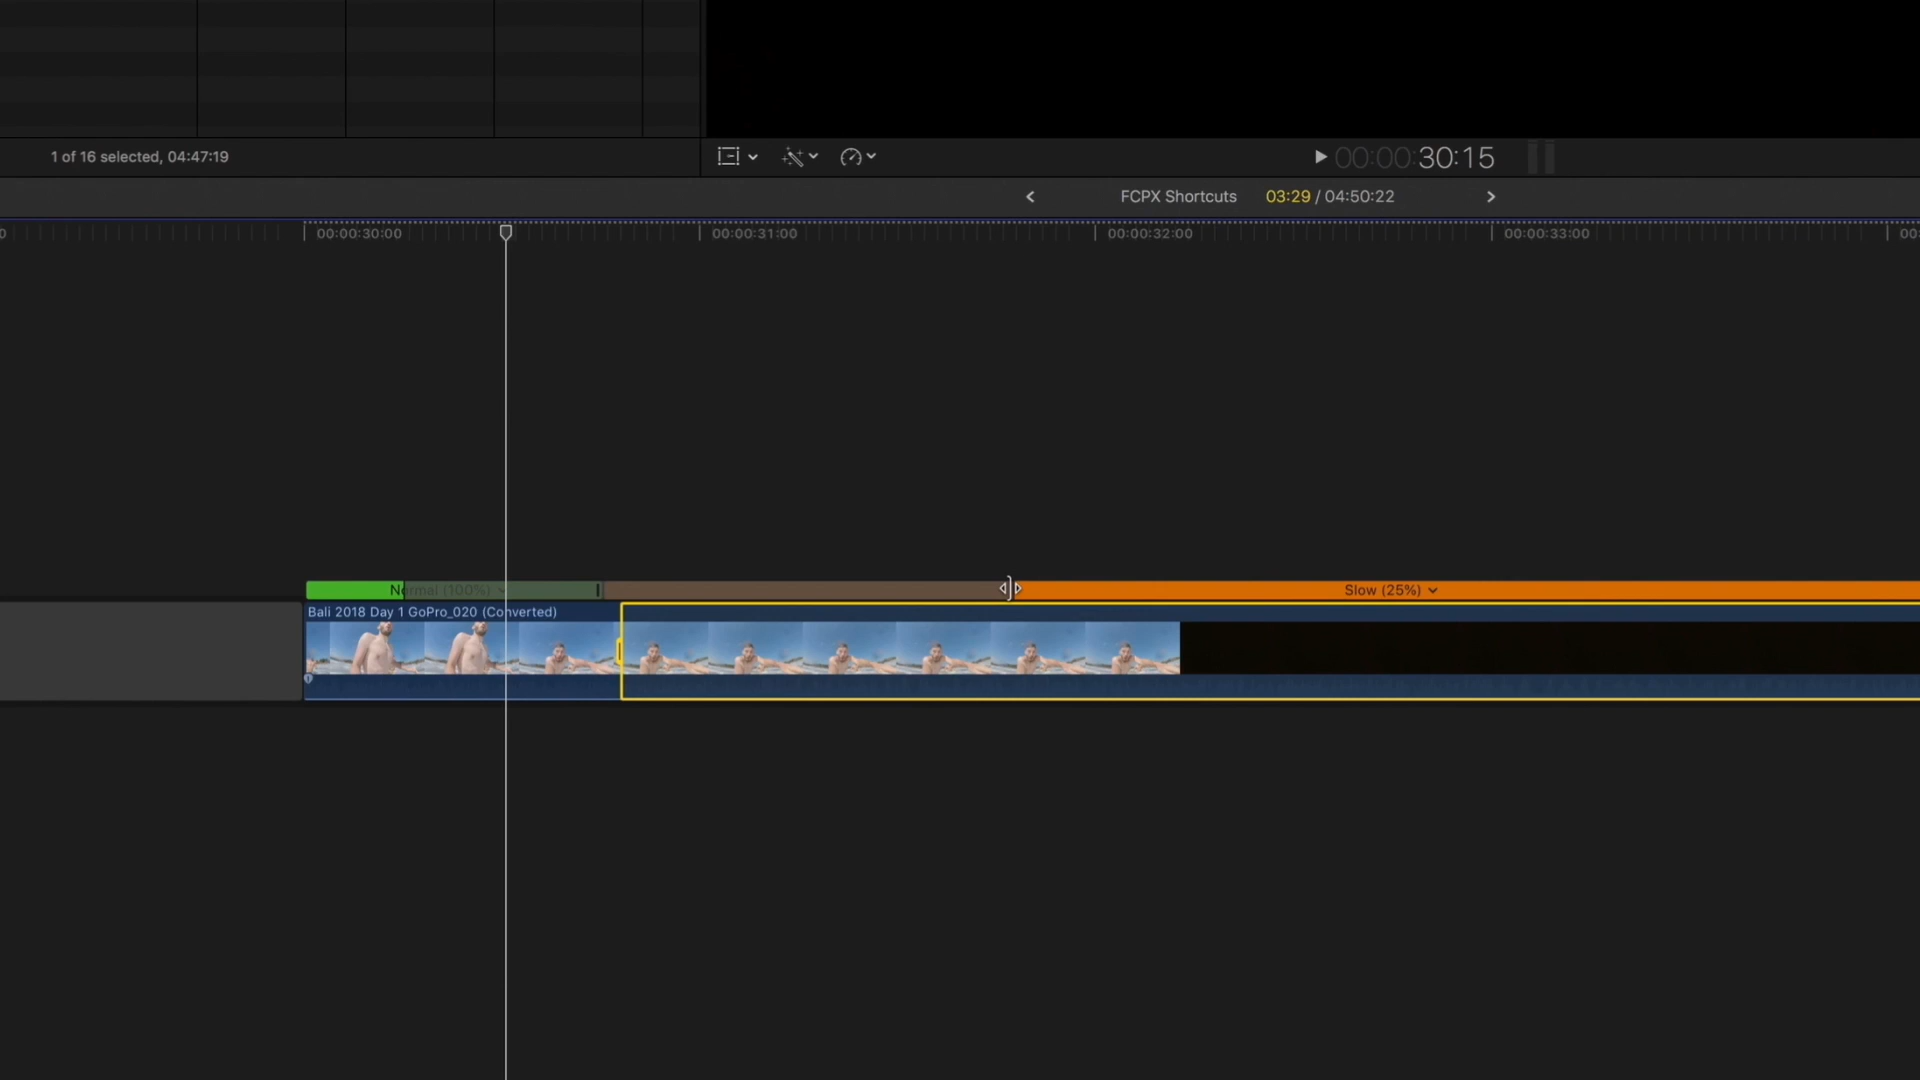 1 of 16 selected, 04:47:19
00:00:30:15
FCPX Shortcuts 03:29 / 04:50:22
0 00:00:30:00 00:00:31:00 00:00:32:00 00:00:33:00 00:
Normal (100%) Slow (25%)
Bali 2018 Day 1 GoPro_020 (Converted)